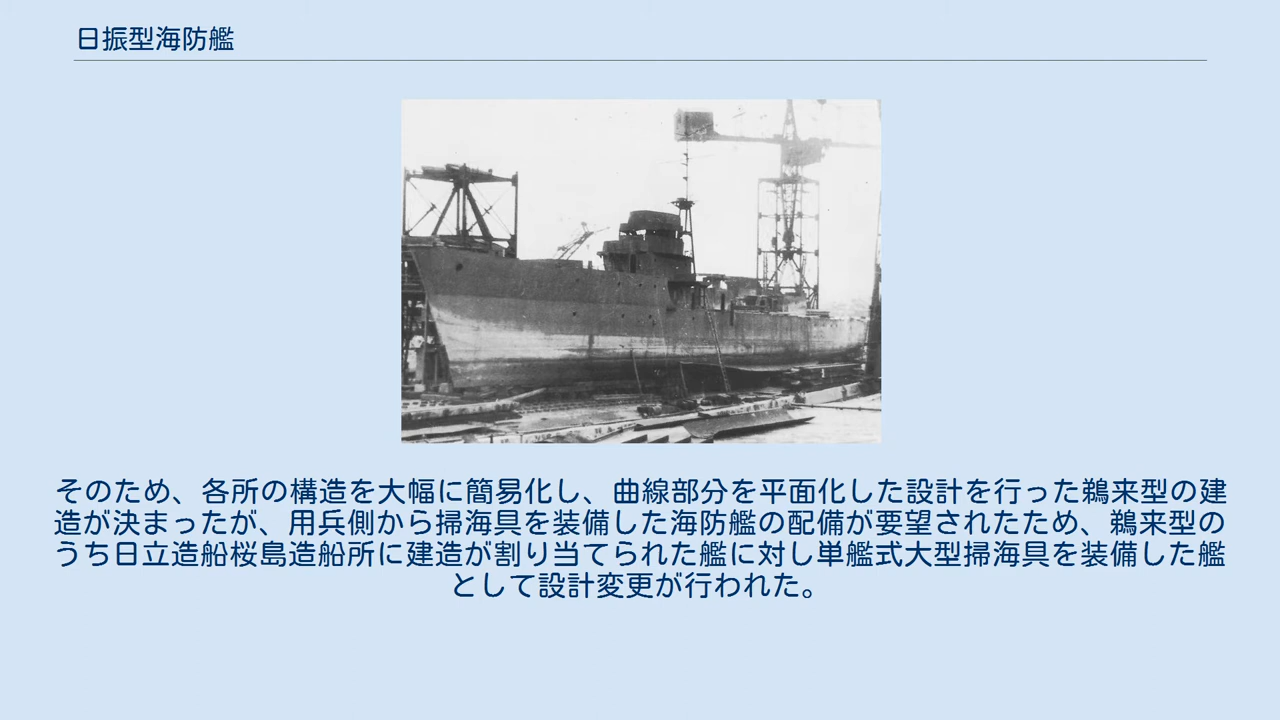 日振型海防艦
そのため、各所の構造を大幅に簡易化し、曲線部分を平面化した設計を行った鵜来型の建
造が決まったが、用兵側から掃海具を装備した海防艦の配備が要望されたため、鵜来型の
うち日立造船桜島造船所に建造が割り当てられた艦に対し単艦式大型掃海具を装備した艦
として設計変更が行われた。